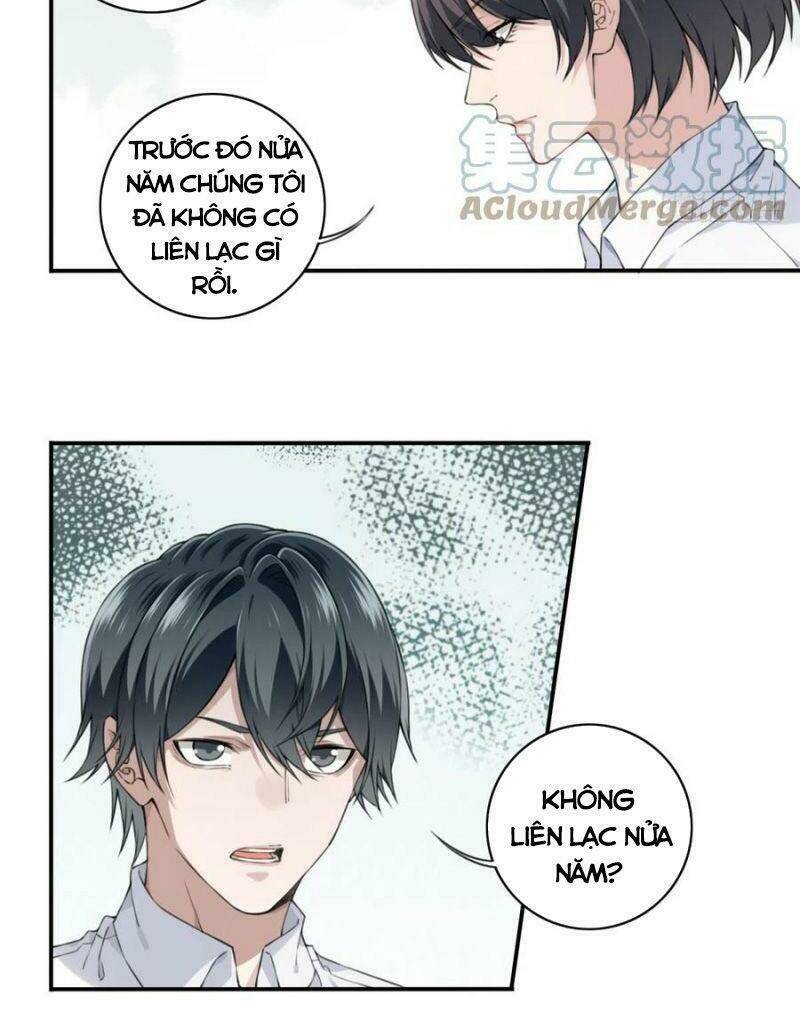 TRƯỚC ĐÓ NỬA
NĂM CHÚNG TÔI
ĐÃ KHÔNG CÓ
LIÊN LẠC GÌ
RỒI.
集云数据
ACloudMerge.com
KHÔNG
LIÊN LẠC NỬA
NĂM?